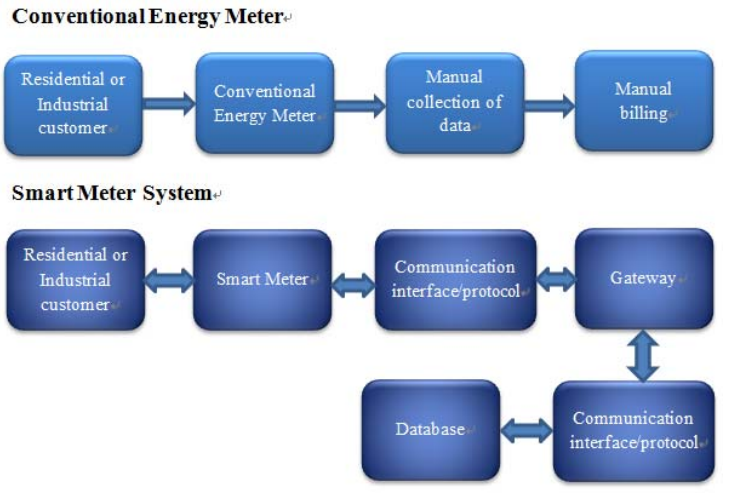 Conventional Energy Meter
Residential or
Industrial
customer
Conventional
Energy Meter
Manual
collection of
data
Manual
billing
Smart Meter System
Residential or
Industrial
customer
Smart Meter
Communication
interface/protocol
Gateway
Database
Communication
interface/protocol